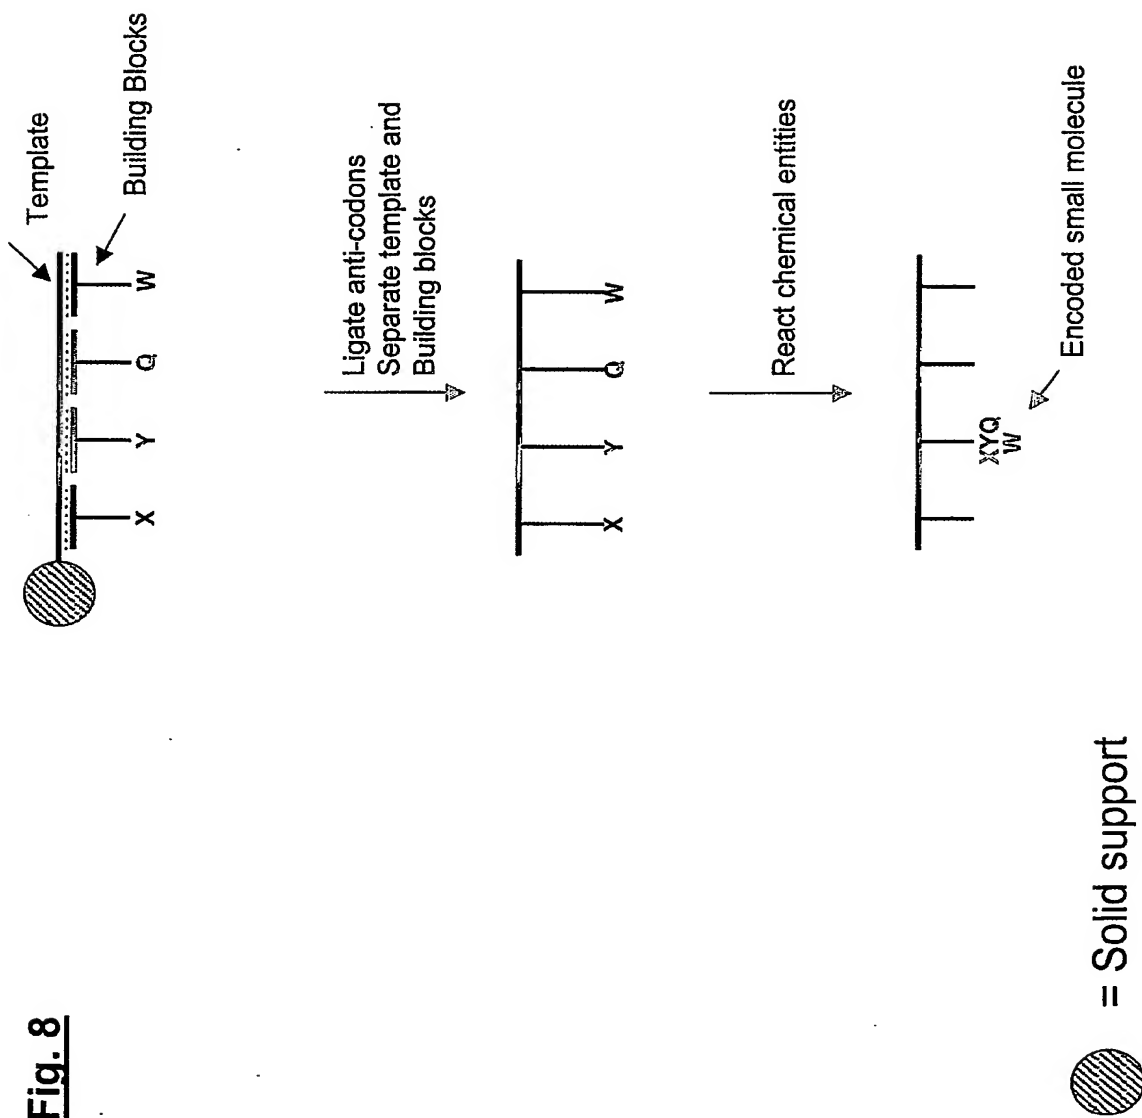 Fig. 8
Template
Building Blocks
X Y Q W
Ligate anti-codons
Separate template and
Building blocks
X Y Q W
React chemical entities
XYQ
W
Encoded small molecule
= Solid support